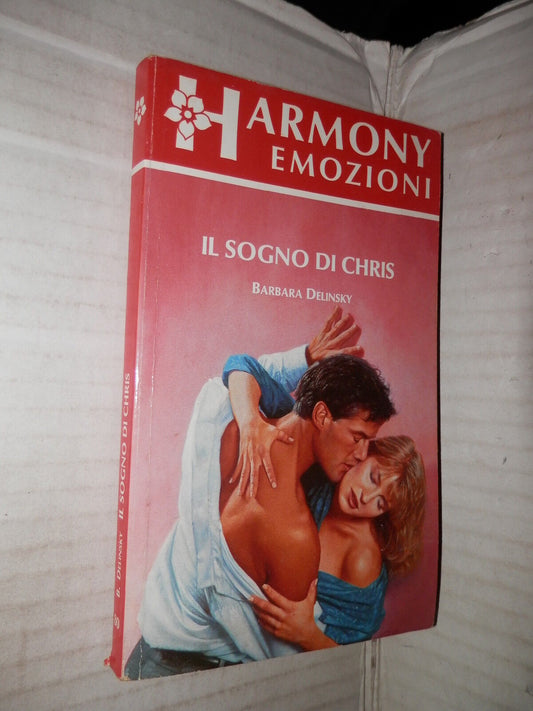 HARMONY
EMOZIONI
IL SOGNO DI CHRIS
BARBARA DELINSKY
B. DELINSKY IL SOGNO DI CHRIS